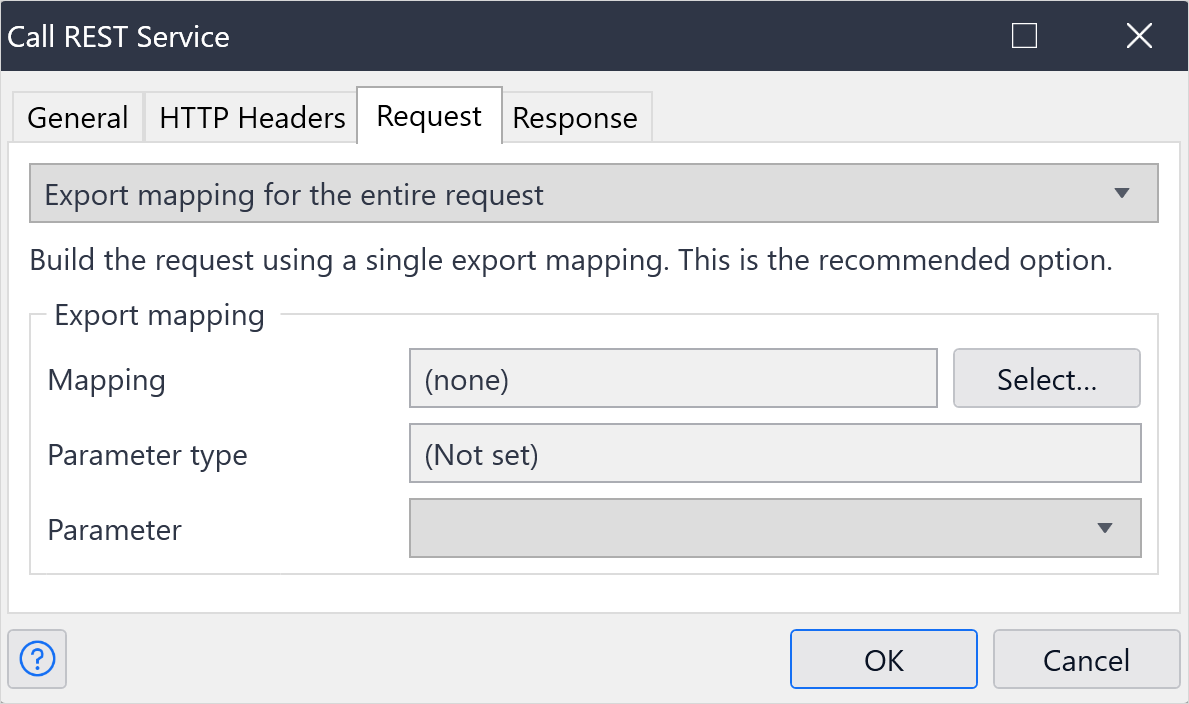 Call REST Service
General HTTP Headers Request Response
Export mapping for the entire request
Build the request using a single export mapping. This is the recommended option.
Export mapping
Mapping (none) Select...
Parameter type (Not set)
Parameter
? OK Cancel